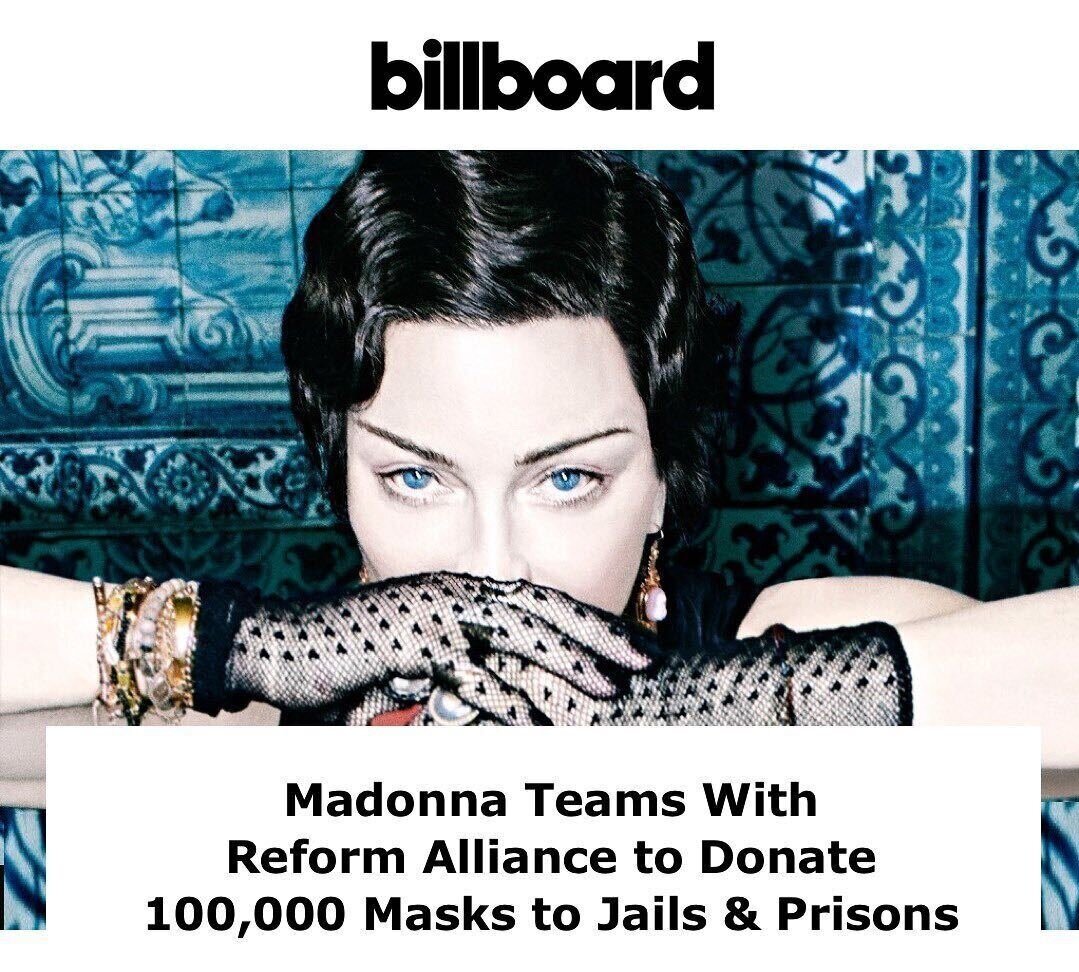 billboard
Madonna Teams With
Reform Alliance to Donate
100,000 Masks to Jails & Prisons